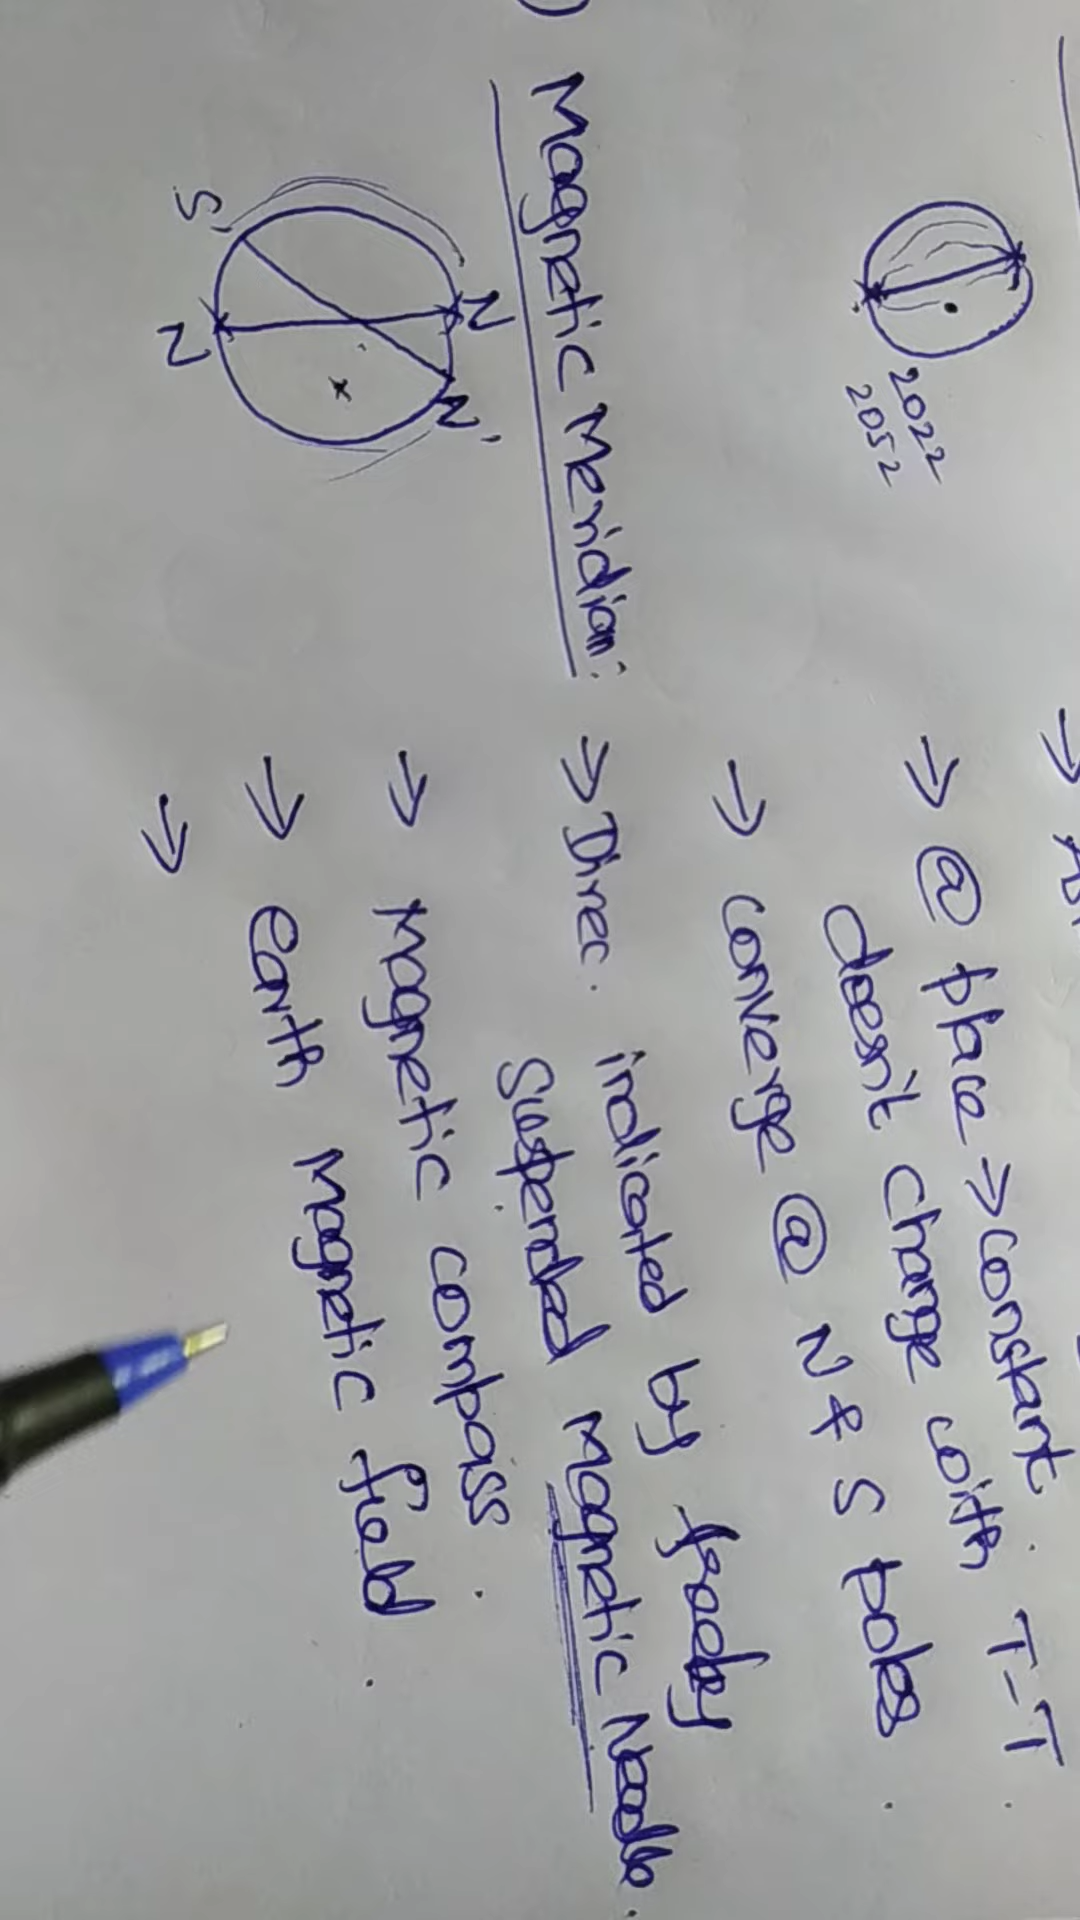 → @ place → constant.
doesn't change with T-T.
2022
2052
→ converge @ N & S poles.
Magnetic Meridian:
→ Direc. indicated by freely
Suspended Magnetic Needle.
→ Magnetic compass.
→ earth Magnetic field.
→
N
N'
S'
N